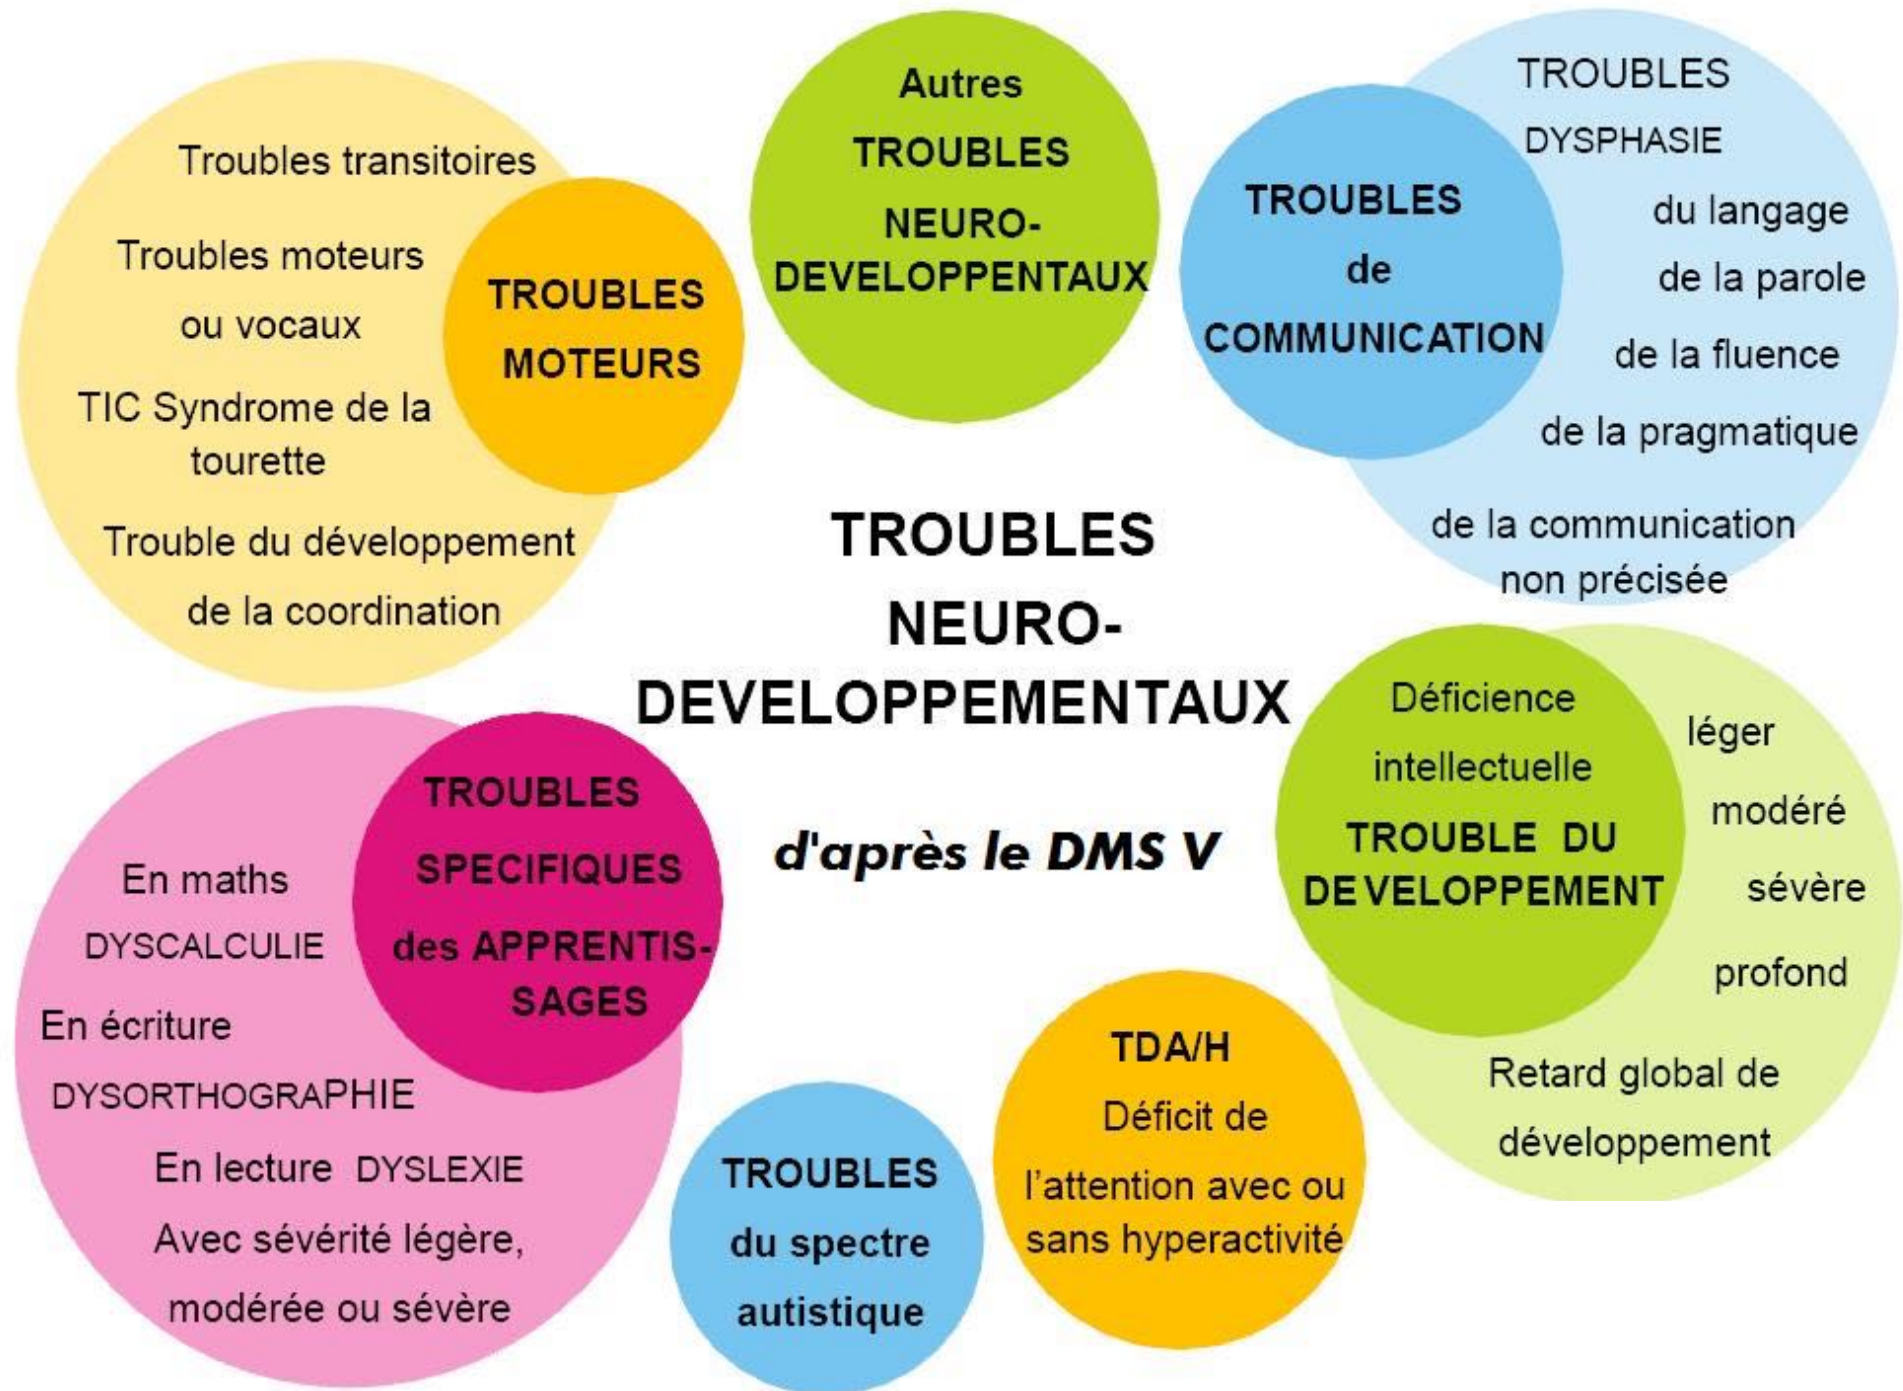 Troubles transitoires
Troubles moteurs
ou vocaux
TIC Syndrome de la
tourette
Trouble du développement
de la coordination
TROUBLES
MOTEURS
Autres
TROUBLES
NEURO-
DEVELOPPENTAUX
TROUBLES
de
COMMUNICATION
TROUBLES
DYSPHASIE
du langage
de la parole
de la fluence
de la pragmatique
de la communication
non précisée
TROUBLES
NEURO-
DEVELOPPEMENTAUX
d'après le DMS V
Déficience
intellectuelle
TROUBLE DU
DEVELOPPEMENT
léger
modéré
sévère
profond
Retard global de
développement
TROUBLES
SPECIFIQUES
des APPRENTIS-
SAGES
En maths
DYSCALCULIE
En écriture
DYSORTHOGRAPHIE
En lecture DYSLEXIE
Avec sévérité légère,
modérée ou sévère
TROUBLES
du spectre
autistique
TDA/H
Déficit de
l’attention avec ou
sans hyperactivité